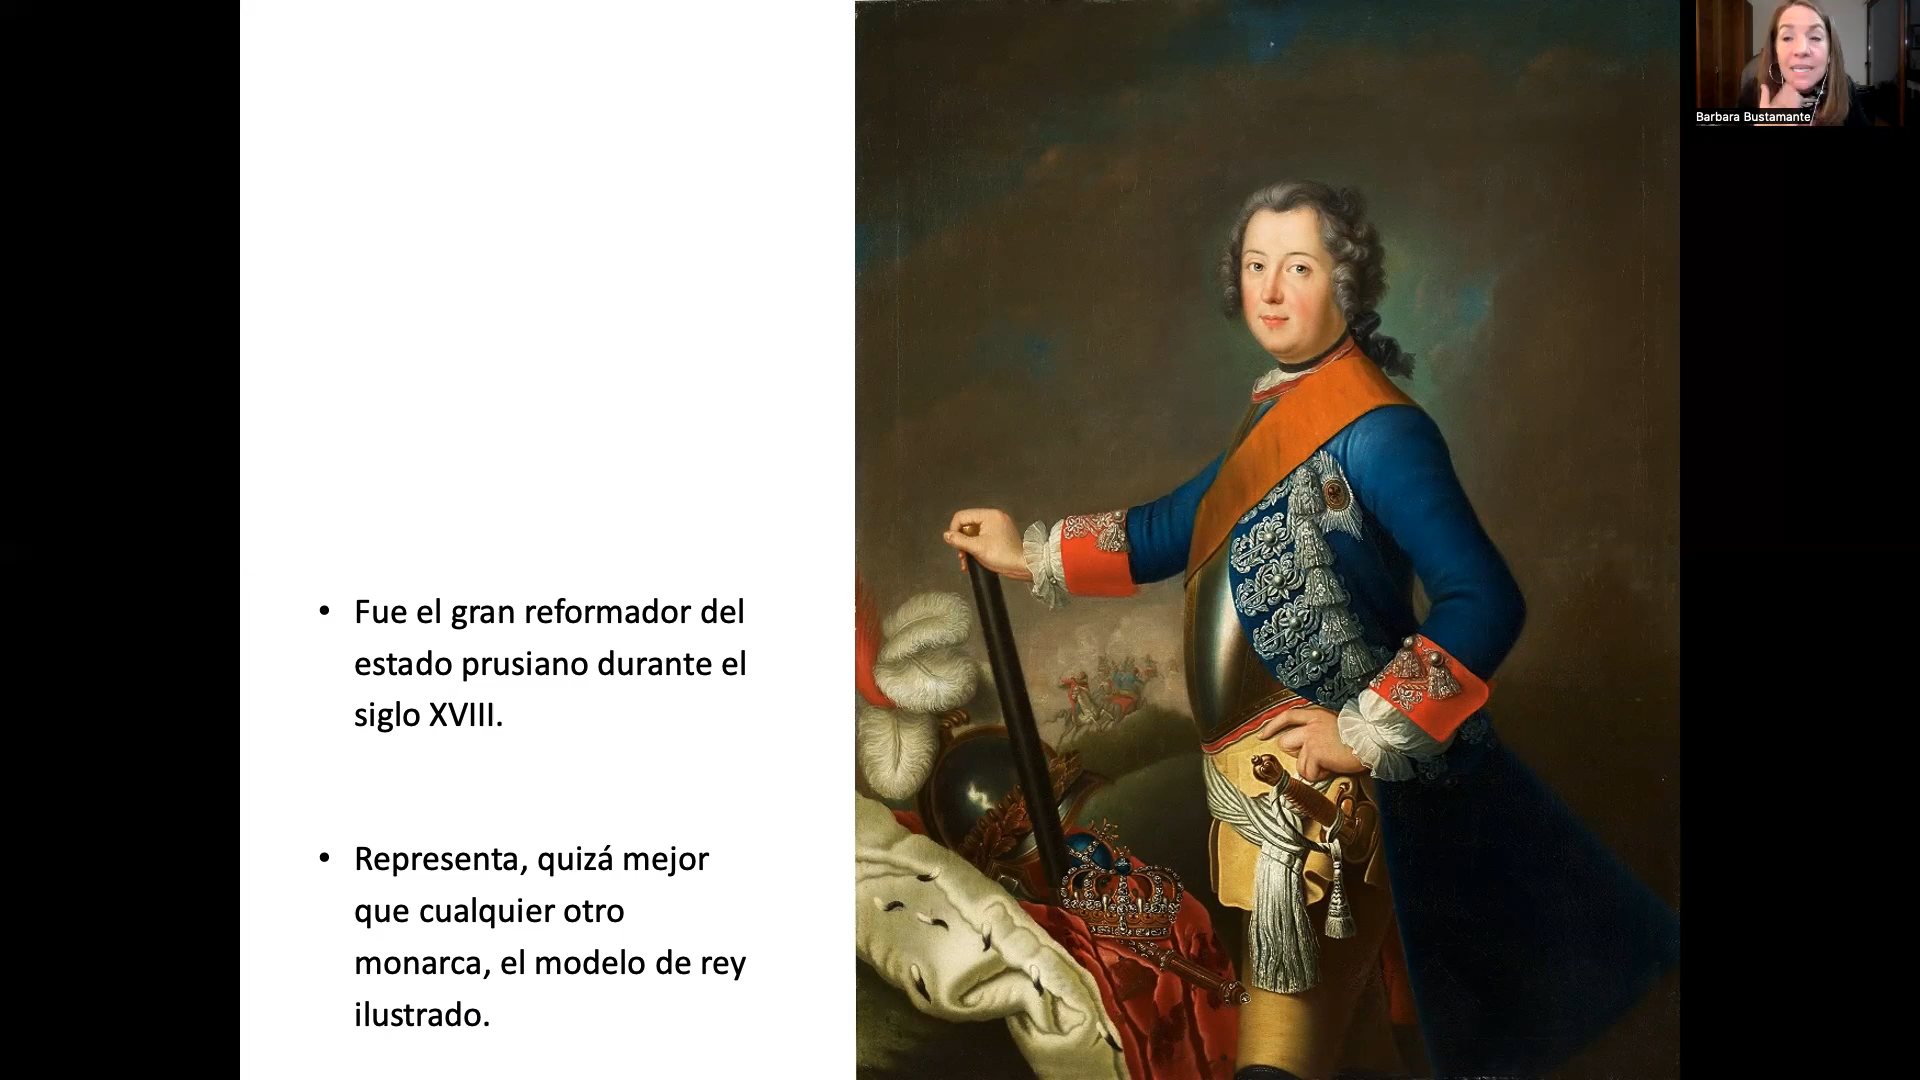 Barbara Bustamante
• Fue el gran reformador del
estado prusiano durante el
siglo XVIII.
• Representa, quizá mejor
que cualquier otro
monarca, el modelo de rey
ilustrado.